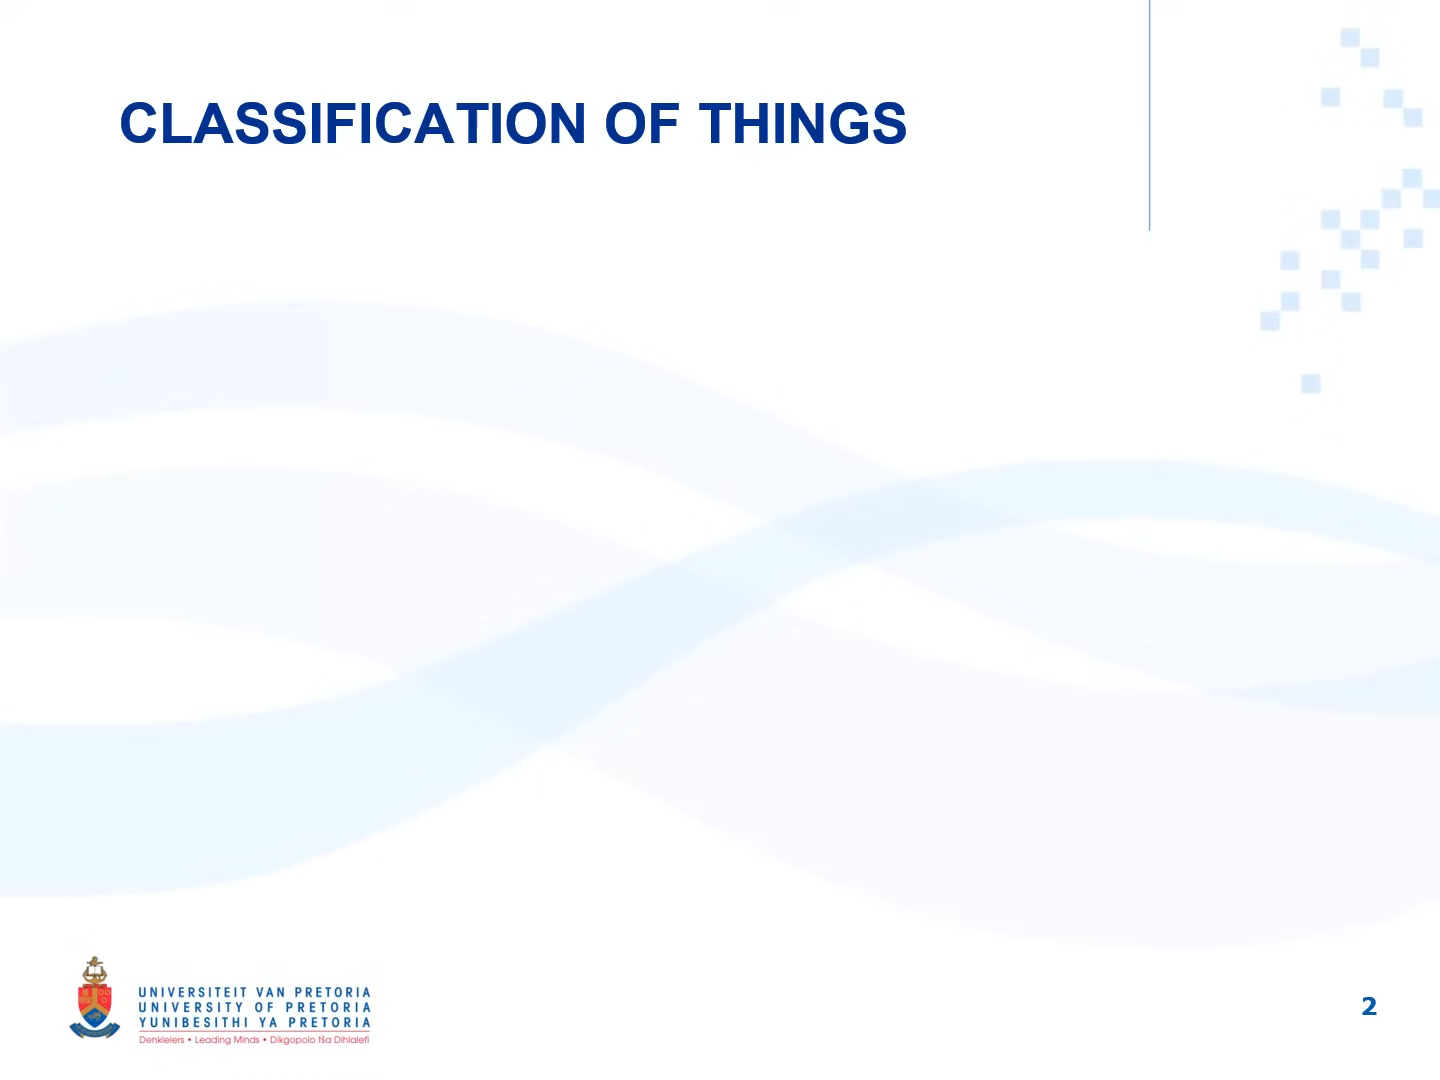 CLASSIFICATION OF THINGS
UNIVERSITEIT VAN PRETORIA
UNIVERSITY OF PRETORIA
YUNIBESITHI YA PRETORIA
Denkleiers • Leading Minds • Dikgopolo tša Dihlalefi
2